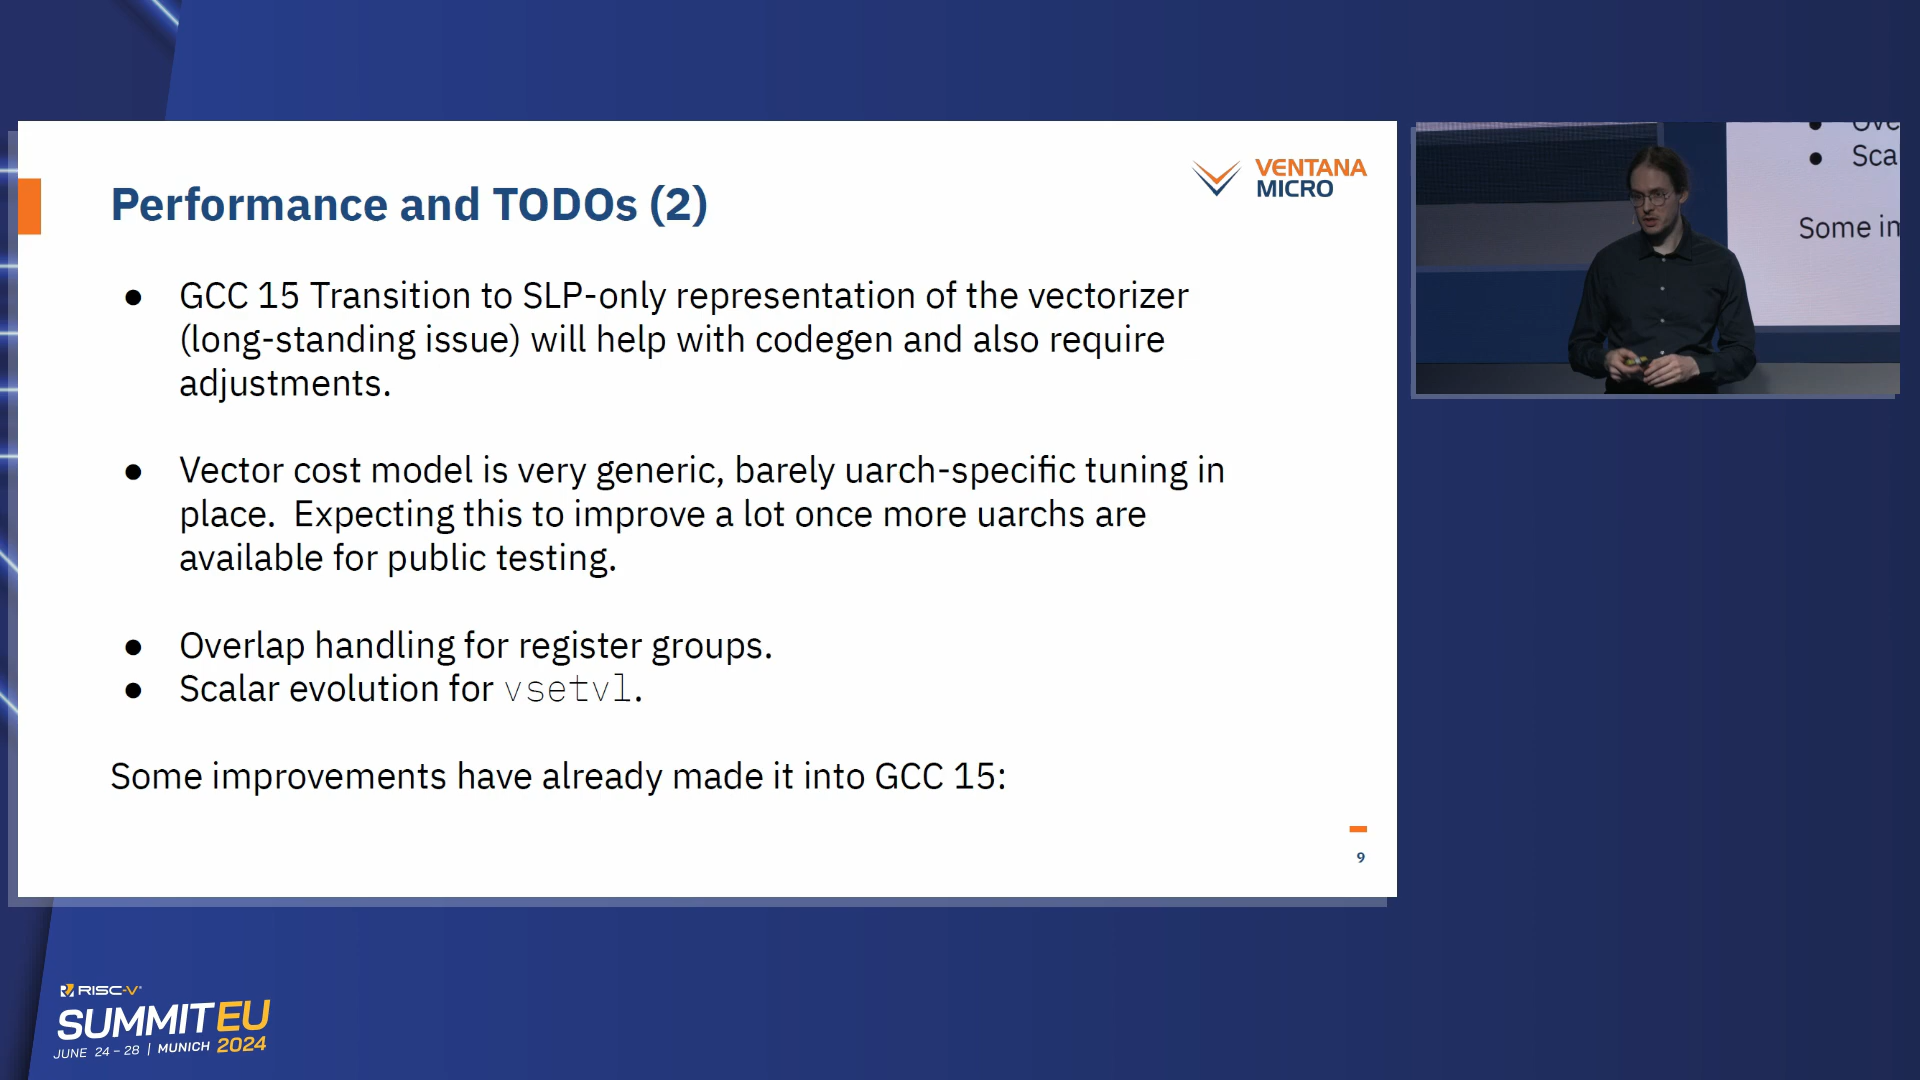 VENTANA
MICRO
Performance and TODOs (2)
● GCC 15 Transition to SLP-only representation of the vectorizer
(long-standing issue) will help with codegen and also require
adjustments.
● Vector cost model is very generic, barely uarch-specific tuning in
place.  Expecting this to improve a lot once more uarchs are
available for public testing.
● Overlap handling for register groups.
● Scalar evolution for vsetvl.
Some improvements have already made it into GCC 15:
9
● Ove
● Sca
Some in
RISC-V®
SUMMIT EU
JUNE 24 – 28 | MUNICH 2024